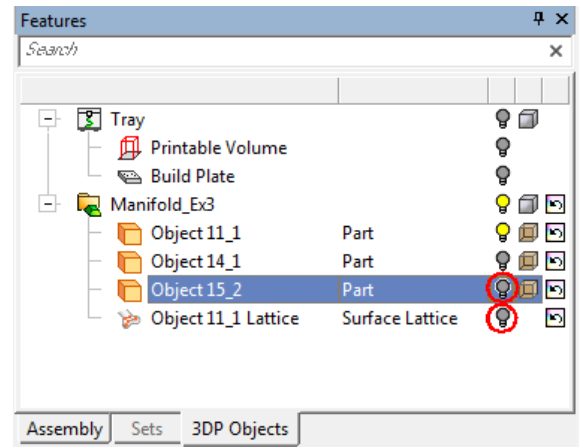 Features
Search
Tray
Printable Volume
Build Plate
Manifold_Ex3
Object 11_1 Part
Object 14_1 Part
Object 15_2 Part
Object 11_1 Lattice Surface Lattice
Assembly Sets 3DP Objects